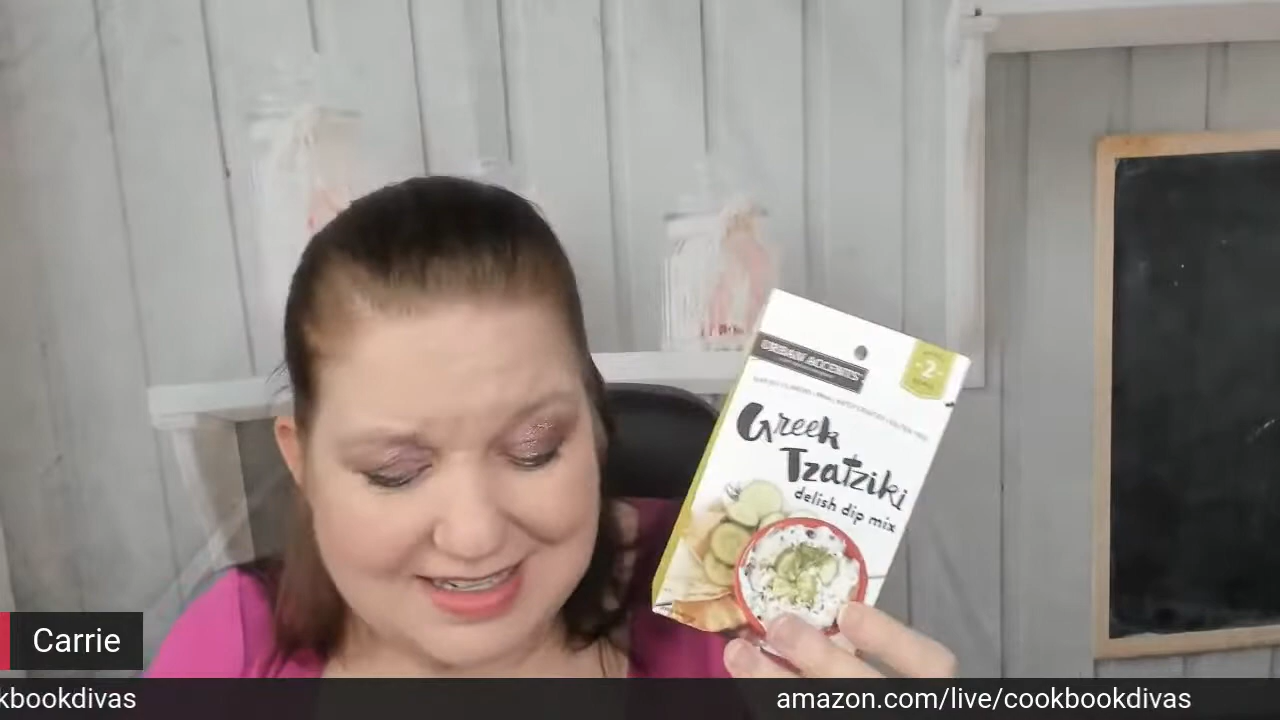 URBAN ACCENTS
-2-
Greek
Tzatziki
delish dip mix
Carrie
kbookdivas
amazon.com/live/cookbookdivas